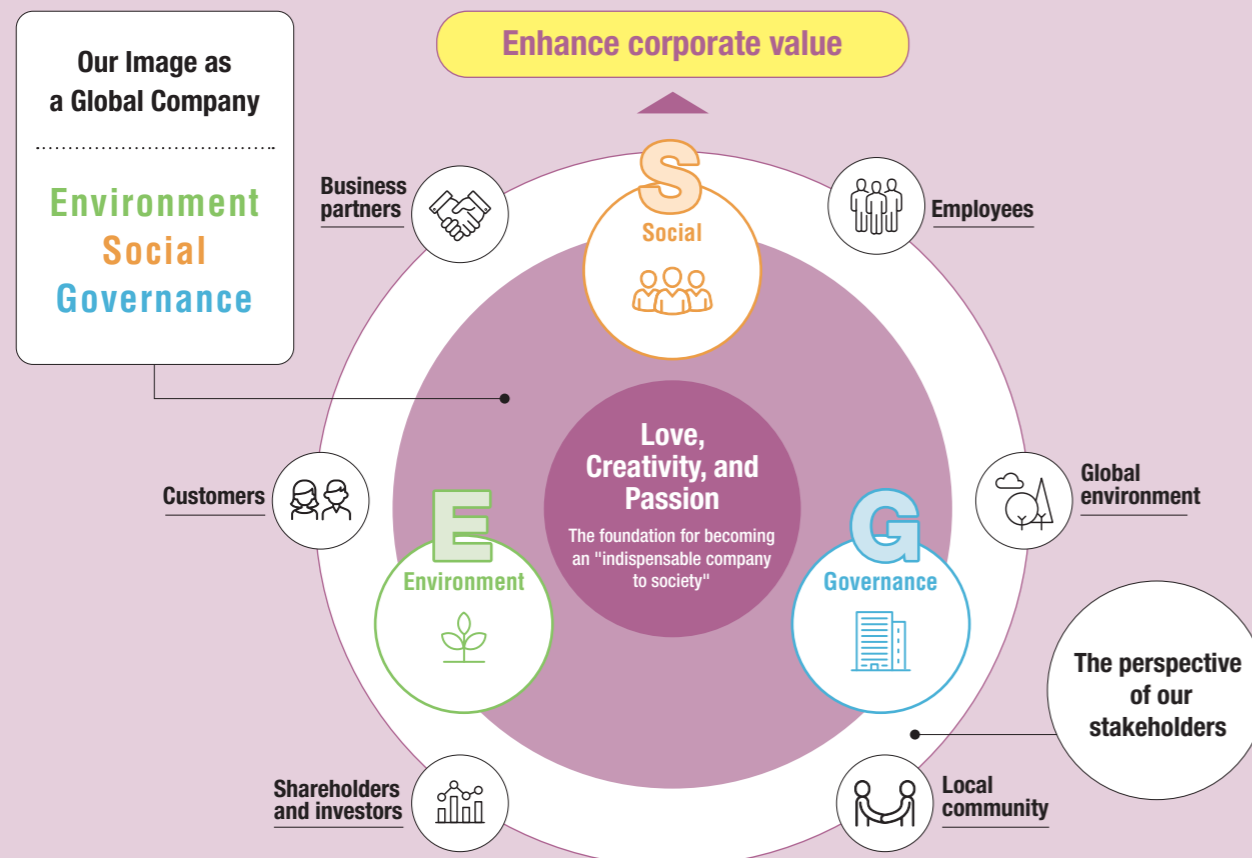 Our Image as
a Global Company
Environment
Social
Governance
Enhance corporate value
Business
partners
S
Social
Employees
Customers
Love,
Creativity, and
Passion
The foundation for becoming
an "indispensable company
to society"
Global
environment
E
Environment
G
Governance
The perspective
of our
stakeholders
Shareholders
and investors
Local
community